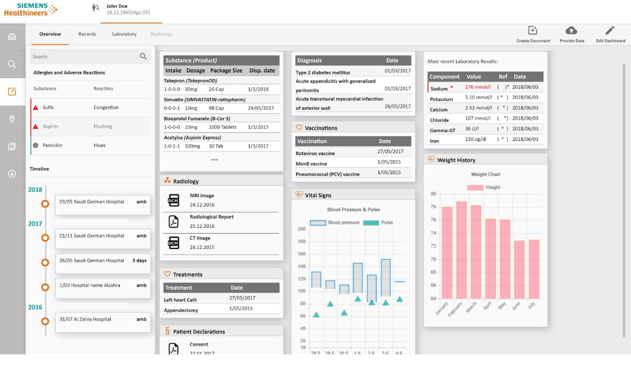 SIEMENS
Healthineers
John Doe
18.11.1965(Age:55)
Overview
Records
Laboratory
Radiology
Create Document
Provide Data
Edit Dashboard
Search
Allergies and Adverse Reactions
Substance Reaction
Sulfa Congestion
Aspirin Flushing
Penicillin Hives
Timeline
2018
05/05 Saudi German Hospital amb
2017
03/11 Saudi German Hospital amb
26/05 Saudi German Hospital 3 days
1/03 Hospital name Alzahra amb
2016
31/07 Al Zahra Hospital amb
Substance (Product)
Intake Dosage Package Size Disp. date
Takepron (TakepronOD)
1-0-0-0 30mg 26 Cap 1/3/2018
Simvatin (SIMVASTATIN-ratiopharm)
0-0-0-1 10mg 98 Cap 29/05/2017
Bisoprolol Fumarate (B-Cor 5)
1-0-0-0 10mg 1000 Tablets 1/3/2017
Acetylsa (Aspirin Express)
1-0-1-1 500mg 30 Tab 1/3/2017
...
Radiology
DCM
MRI Image
24.12.2016
Radiological Report
25.12.2016
DCM
CT Image
24.12.2015
Treatments
Treatment Date
Left heart Cath 27/05/2017
Appendectomy 1/05/2015
§ Patient Declarations
Consent
22.01.2017
Diagnosis Date
Type 2 diabetes mellitus 01/03/2017
Acute appendicitis with generalized
peritonitis 01/03/2017
Acute transmural myocardial infarction
of anterior wall 26/05/2017
Vaccinations
Vaccination Date
Rotavirus vaccine 27/05/2017
MenB vaccine 1/05/2015
Pneumococcal (PCV) vaccine 1/05/2015
Vital Signs
Blood Pressure & Pulse
Blood pressure Pulse
200
180
160
140
120
100
80
60
40
20
10
29.5 29.5 30.5 1.6 2.6 3.6 4.6
Most recent Laboratory Results:
Component Value Ref Date
Sodium 176 mmol/l ( )* 2018/06/03
Potassium 5.10 mmol/l ( * ) 2018/06/03
Calcium 2.52 mmol/l ( * ) 2018/06/03
Chloride 107 mmol/l ( *) 2018/06/03
Gamma-GT 38 U/l ( * ) 2018/06/03
Iron 150 ug/dl ( * ) 2018/06/03
Weight History
Weight Chart
Weight
80
78
76
74
72
70
68
66
64
January February March April May June July